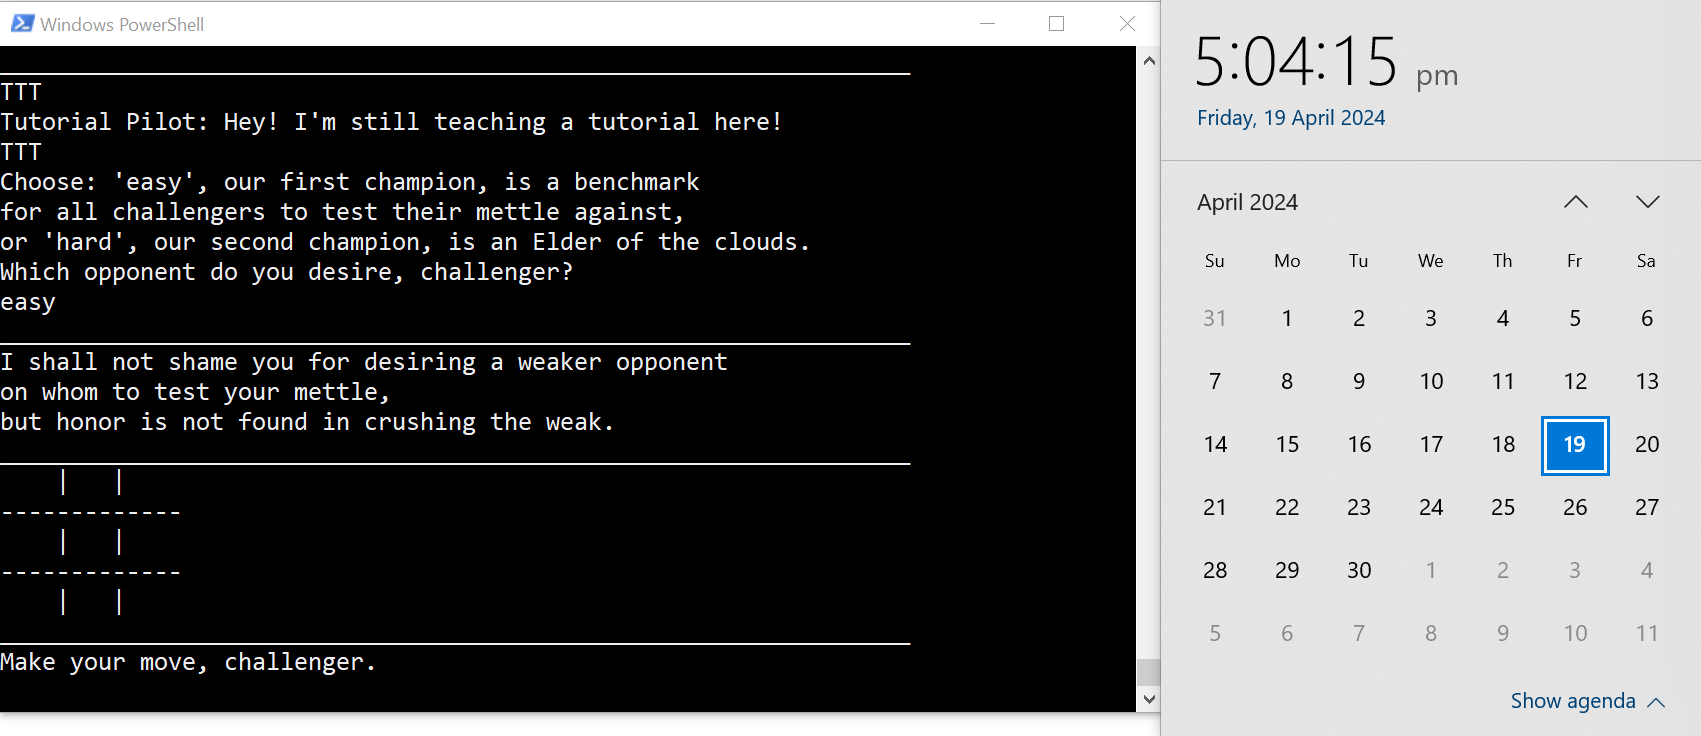 Windows PowerShell
TTT
Tutorial Pilot: Hey! I'm still teaching a tutorial here!
TTT
Choose: 'easy', our first champion, is a benchmark
for all challengers to test their mettle against,
or 'hard', our second champion, is an Elder of the clouds.
Which opponent do you desire, challenger?
easy
I shall not shame you for desiring a weaker opponent
on whom to test your mettle,
but honor is not found in crushing the weak.
| |
-------------
| |
-------------
| |
Make your move, challenger.
5:04:15 pm
Friday, 19 April 2024
April 2024
Su Mo Tu We Th Fr Sa
31 1 2 3 4 5 6
7 8 9 10 11 12 13
14 15 16 17 18 19 20
21 22 23 24 25 26 27
28 29 30 1 2 3 4
5 6 7 8 9 10 11
Show agenda